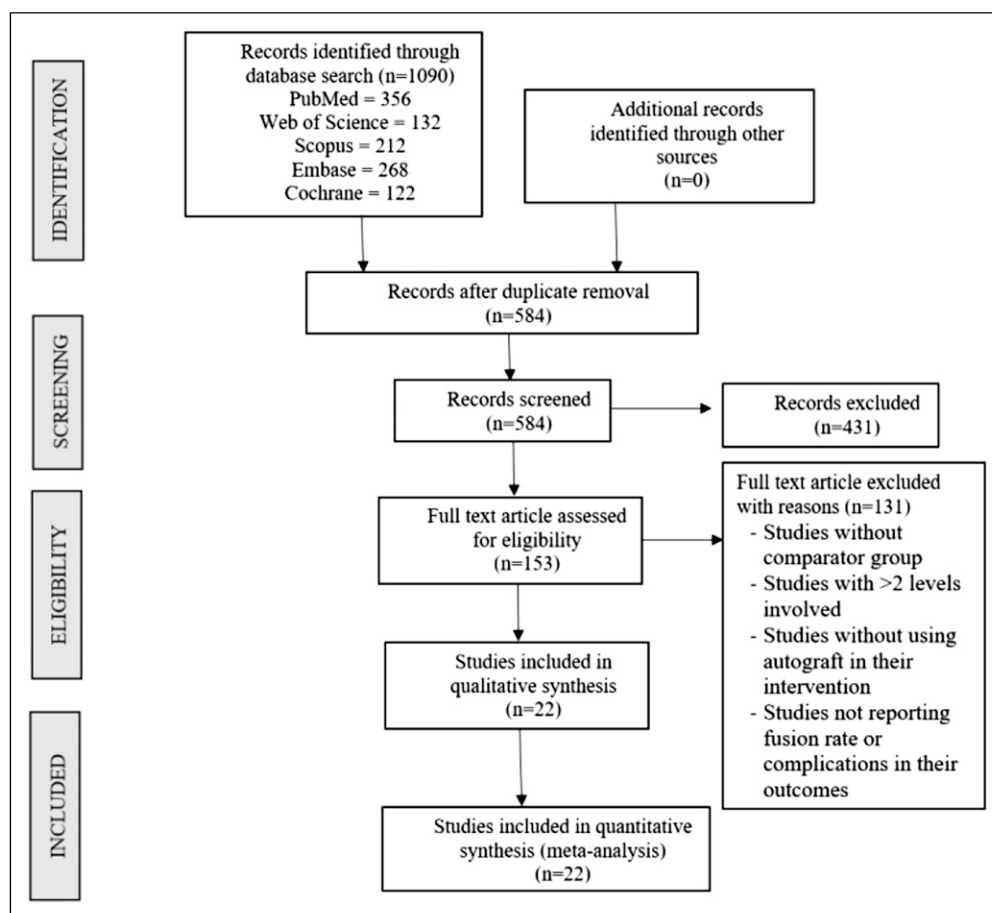 IDENTIFICATION
Records identified through
database search (n=1090)
PubMed = 356
Web of Science = 132
Scopus = 212
Embase = 268
Cochrane = 122
Additional records
identified through other
sources
(n=0)
Records after duplicate removal
(n=584)
SCREENING
Records screened
(n=584)
Records excluded
(n=431)
ELIGIBILITY
Full text article assessed
for eligibility
(n=153)
Full text article excluded
with reasons (n=131)
- Studies without
comparator group
- Studies with >2 levels
involved
- Studies without using
autograft in their
intervention
- Studies not reporting
fusion rate or
complications in their
outcomes
Studies included in
qualitative synthesis
(n=22)
INCLUDED
Studies included in quantitative
synthesis (meta-analysis)
(n=22)